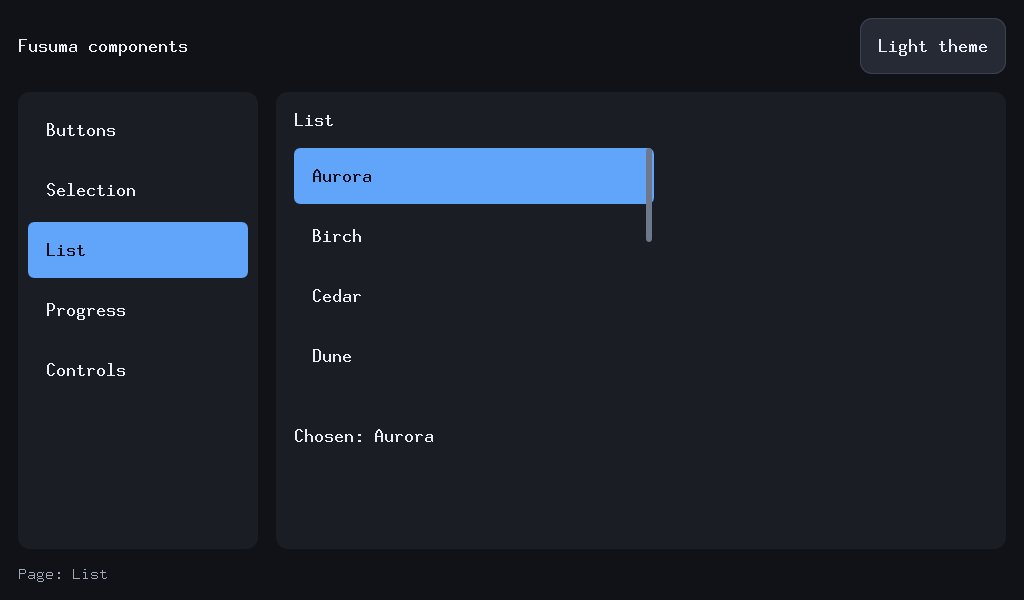 Fusuma components
Light theme
Buttons
Selection
List
Progress
Controls
List
Aurora
Birch
Cedar
Dune
Chosen: Aurora
Page: List